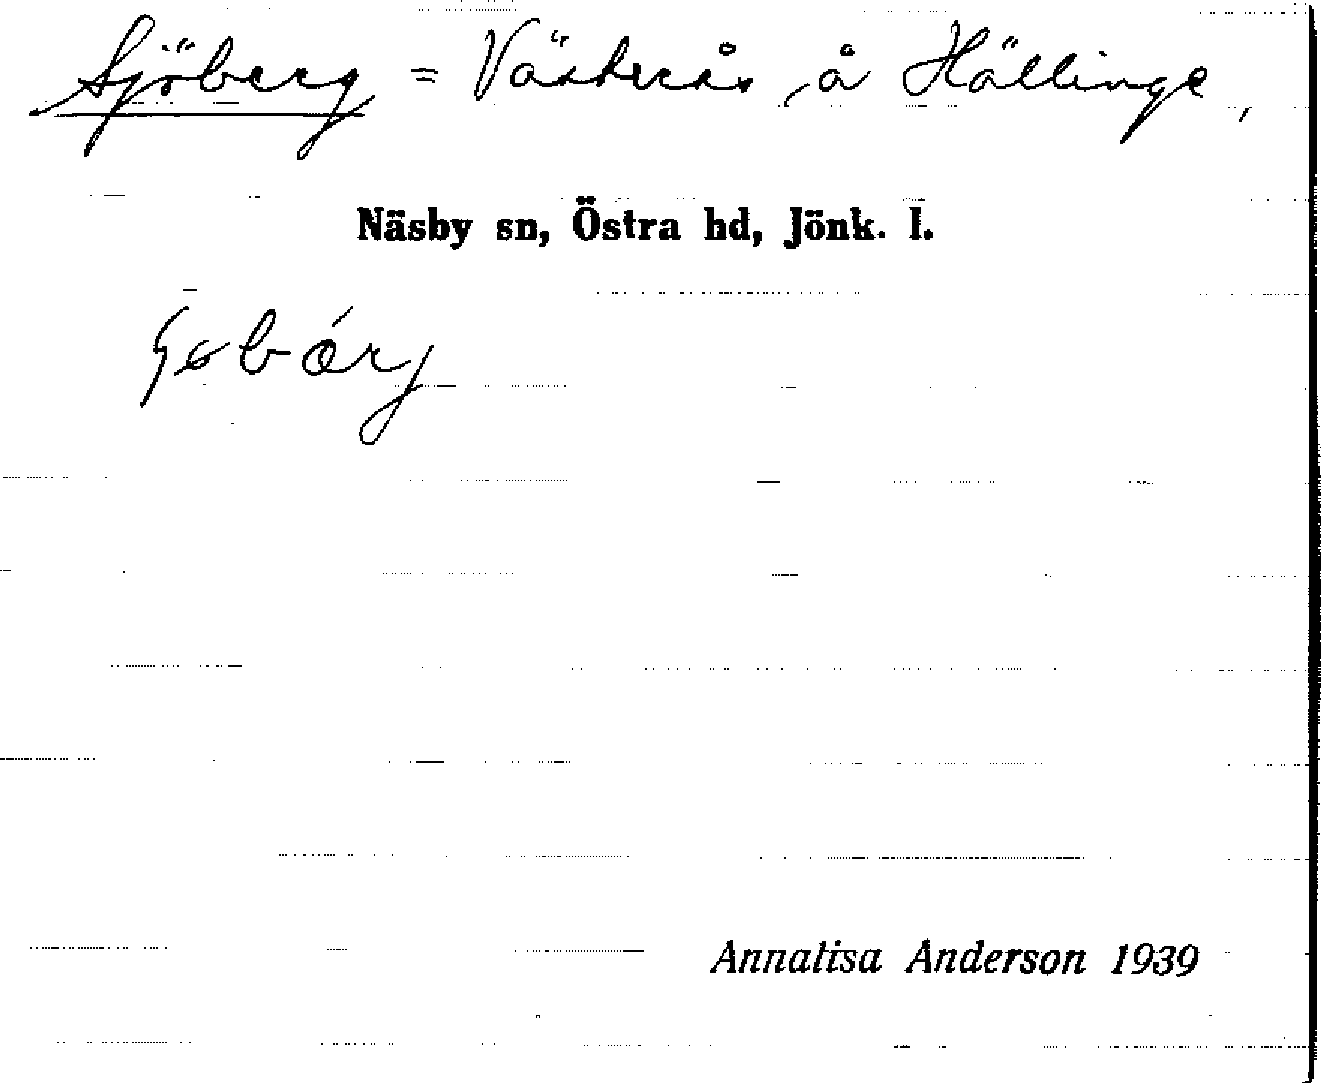 Sjöberg = Västerås, å Hällinge,
Näsby sn, Östra hd, Jönk. l.
Annalisa Anderson 1939